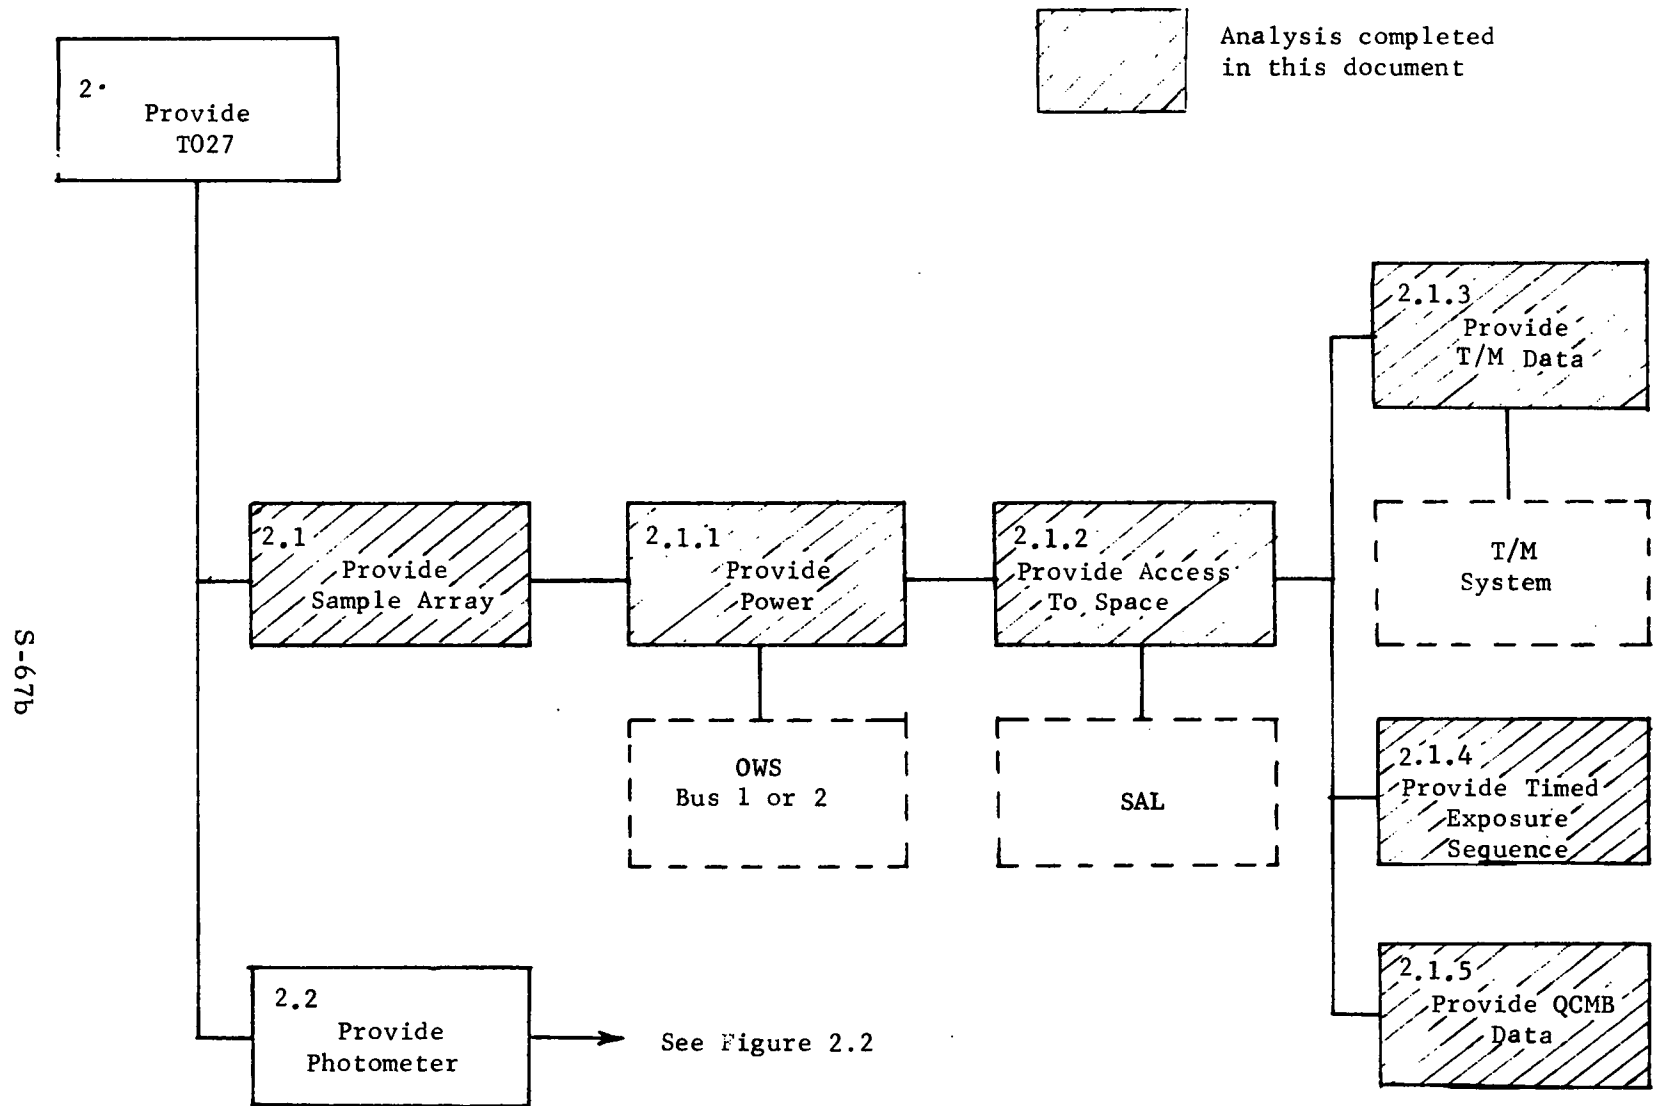 Analysis completed
in this document
2.
Provide
TO27
2.1.3
Provide
T/M Data
2.1
Provide
Sample Array
2.1.1
Provide
Power
2.1.2
Provide Access
To Space
T/M
System
S-67b
OWS
Bus 1 or 2
SAL
2.1.4
Provide Timed
Exposure
Sequence
2.2
Provide
Photometer
See Figure 2.2
2.1.5
Provide QCMB
Data